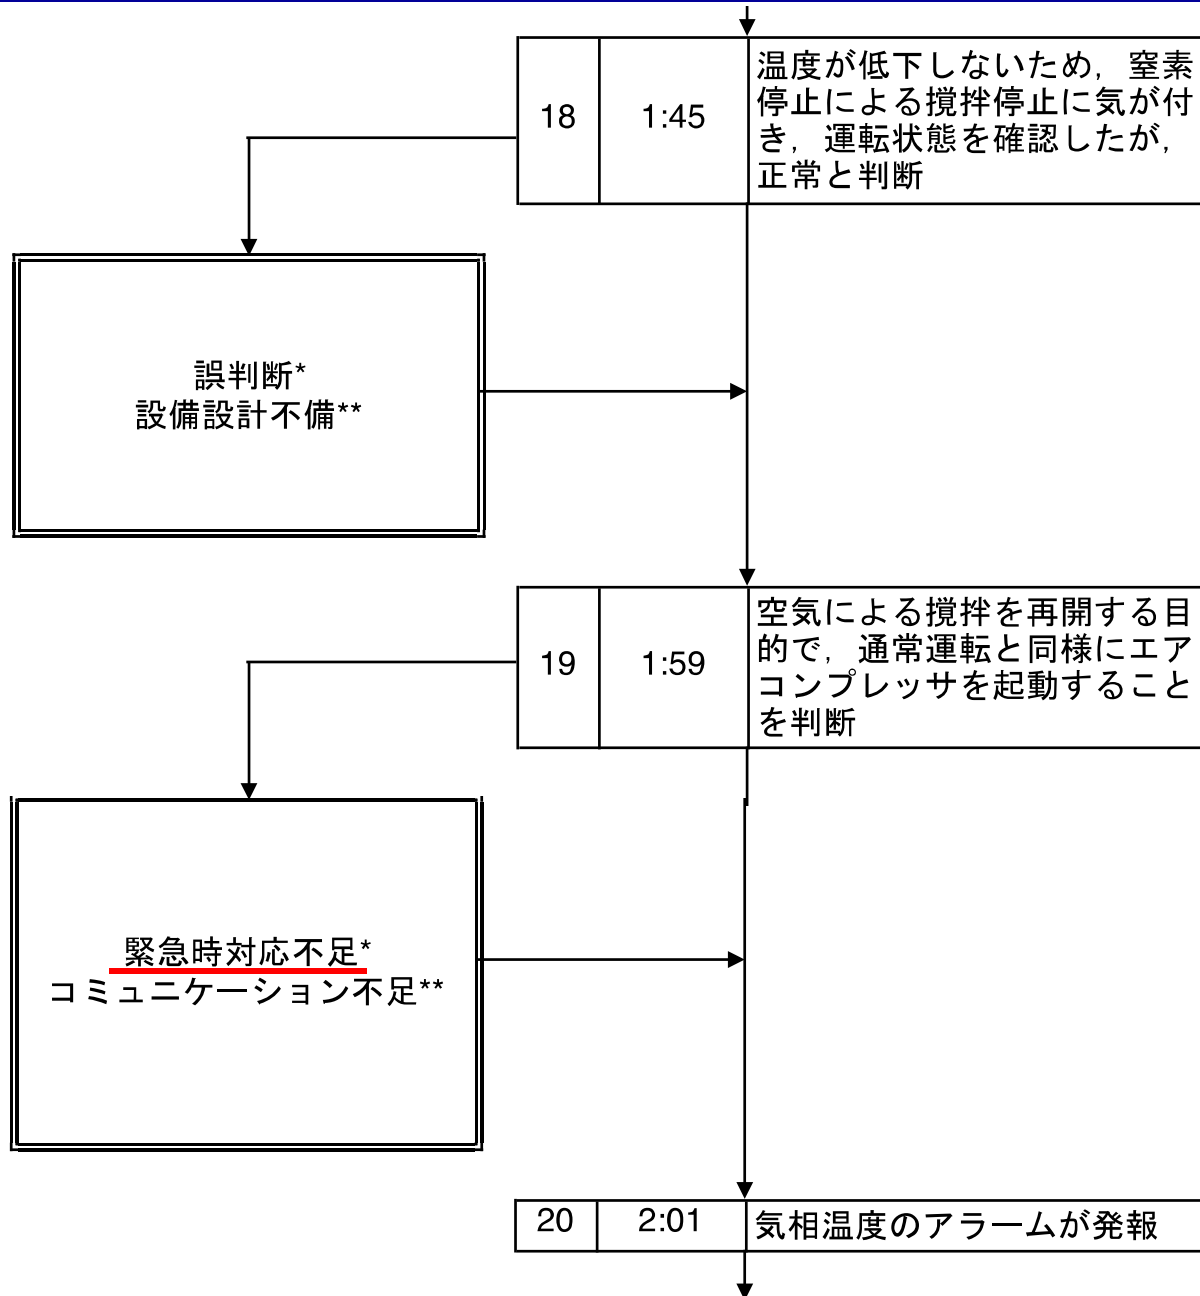 18
1:45
温度が低下しないため，窒素
停止による撹拌停止に気が付
き，運転状態を確認したが，
正常と判断
誤判断*
設備設計不備**
19
1:59
空気による撹拌を再開する目
的で，通常運転と同様にエア
コンプレッサを起動すること
を判断
緊急時対応不足*
コミュニケーション不足**
20
2:01
気相温度のアラームが発報